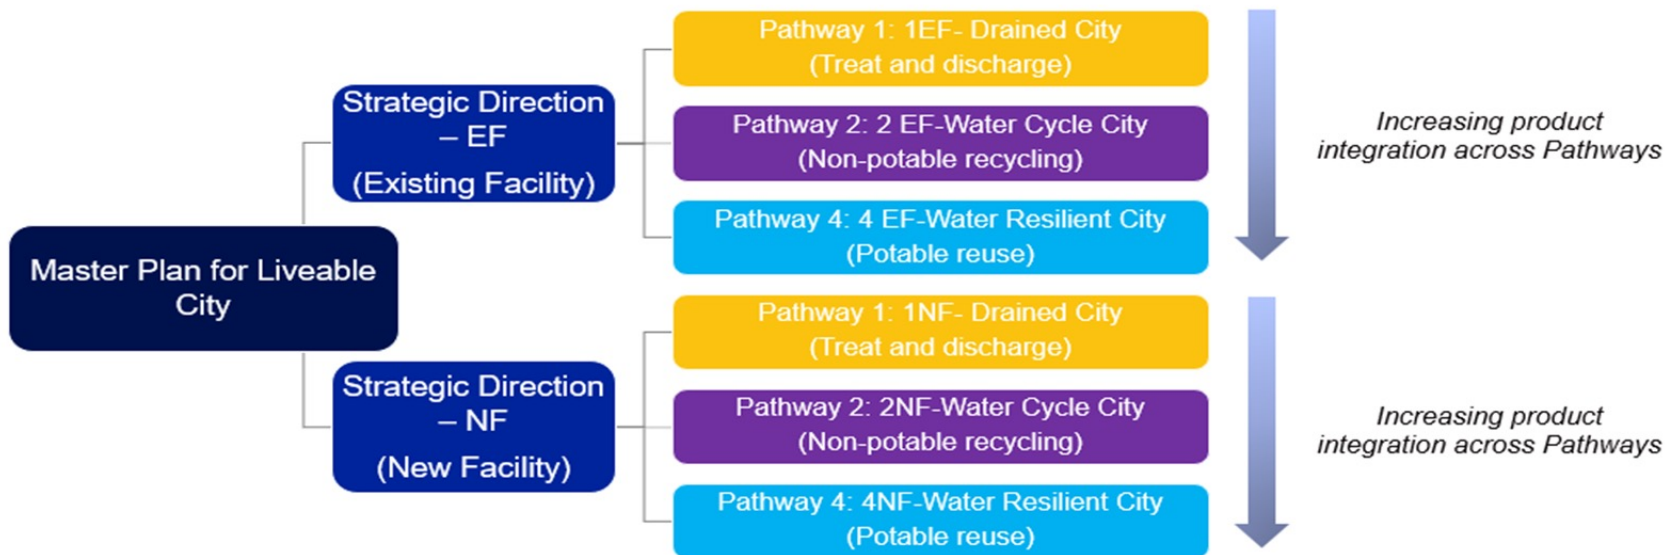 Master Plan for Liveable
City
Strategic Direction
– EF
(Existing Facility)
Pathway 1: 1EF- Drained City
(Treat and discharge)
Pathway 2: 2 EF-Water Cycle City
(Non-potable recycling)
Pathway 4: 4 EF-Water Resilient City
(Potable reuse)
Increasing product
integration across Pathways
Strategic Direction
– NF
(New Facility)
Pathway 1: 1NF- Drained City
(Treat and discharge)
Pathway 2: 2NF-Water Cycle City
(Non-potable recycling)
Pathway 4: 4NF-Water Resilient City
(Potable reuse)
Increasing product
integration across Pathways